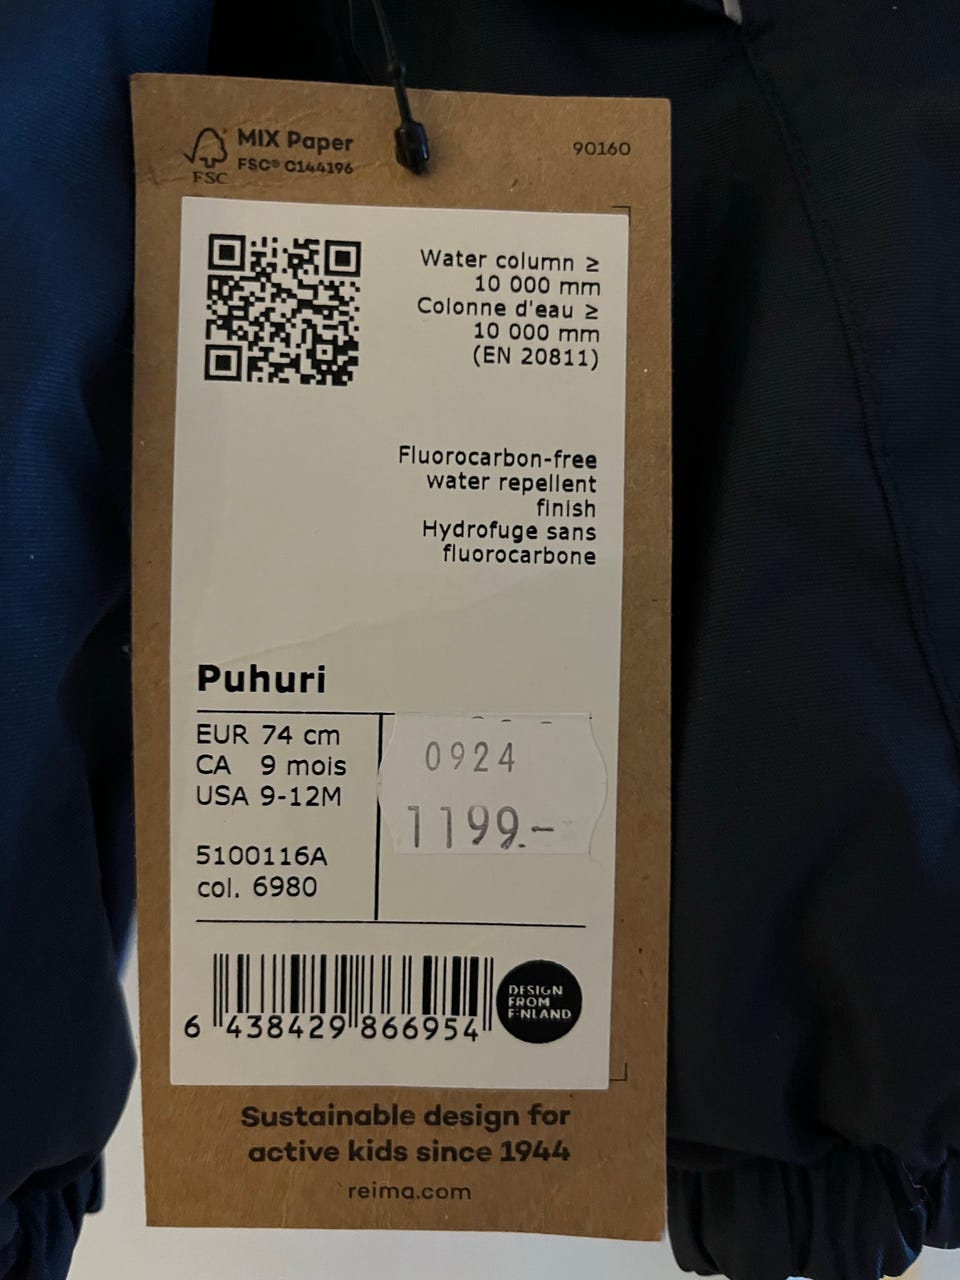 MIX Paper
FSC® C144196
FSC
90160
Water column ≥
10 000 mm
Colonne d'eau ≥
10 000 mm
(EN 20811)
Fluorocarbon-free
water repellent
finish
Hydrofuge sans
fluorocarbone
Puhuri
EUR 74 cm
CA 9 mois
USA 9-12M
5100116A
col. 6980
0924
1199.-
6 438429 866954
DESIGN
FROM
FINLAND
Sustainable design for
active kids since 1944
reima.com